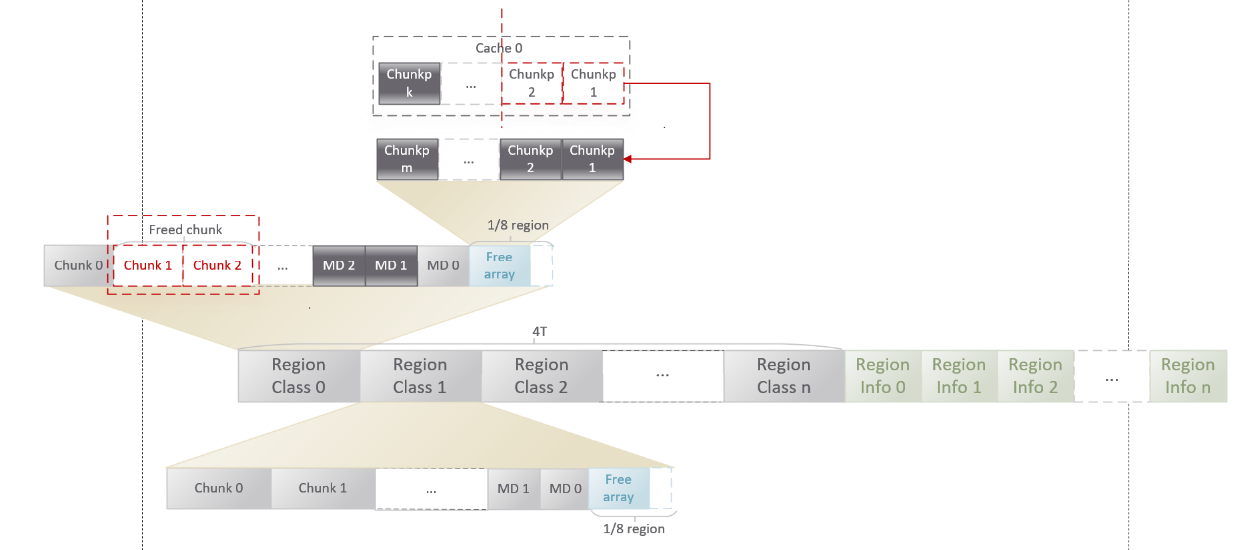 Cache 0
Chunkp
k
...
Chunkp
2
Chunkp
1
Chunkp
m
...
Chunkp
2
Chunkp
1
1/8 region
Freed chunk
Chunk 0
Chunk 1
Chunk 2
...
MD 2
MD 1
MD 0
Free
array
4T
Region
Class 0
Region
Class 1
Region
Class 2
...
Region
Class n
Region
Info 0
Region
Info 1
Region
Info 2
...
Region
Info n
Chunk 0
Chunk 1
...
MD 1
MD 0
Free
array
1/8 region